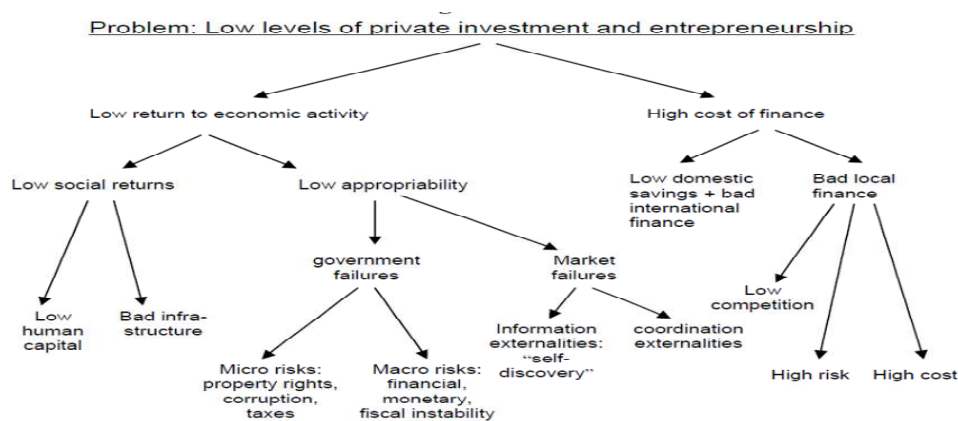 Problem: Low levels of private investment and entrepreneurship
Low return to economic activity
High cost of finance
Low social returns
Low appropriability
Low domestic
savings + bad
international
finance
Bad local
finance
government
failures
Market
failures
Low
human
capital
Bad infra-
structure
Low
competition
Information
externalities:
“self-
discovery”
coordination
externalities
Micro risks:
property rights,
corruption,
taxes
Macro risks:
financial,
monetary,
fiscal instability
High risk
High cost